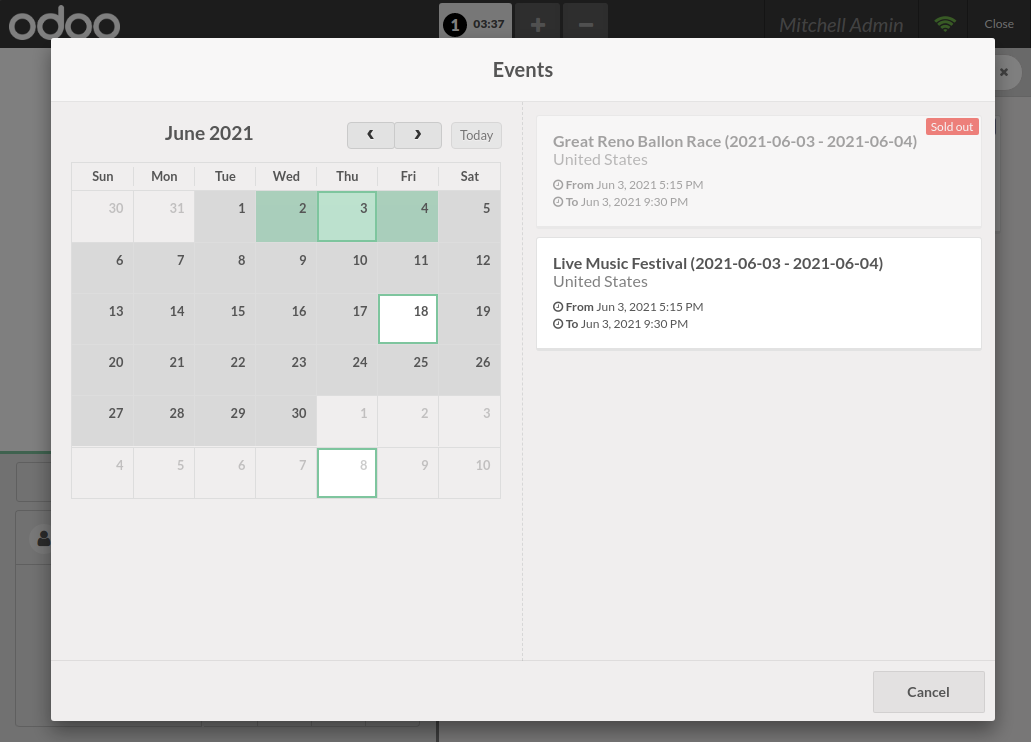 odoo
1 03:37 + −
Mitchell Admin
Close
Events
June 2021
Today
Sun Mon Tue Wed Thu Fri Sat
30 31 1 2 3 4 5
6 7 8 9 10 11 12
13 14 15 16 17 18 19
20 21 22 23 24 25 26
27 28 29 30 1 2 3
4 5 6 7 8 9 10
Sold out
Great Reno Ballon Race (2021-06-03 - 2021-06-04)
United States
From Jun 3, 2021 5:15 PM
To Jun 3, 2021 9:30 PM
Live Music Festival (2021-06-03 - 2021-06-04)
United States
From Jun 3, 2021 5:15 PM
To Jun 3, 2021 9:30 PM
Cancel